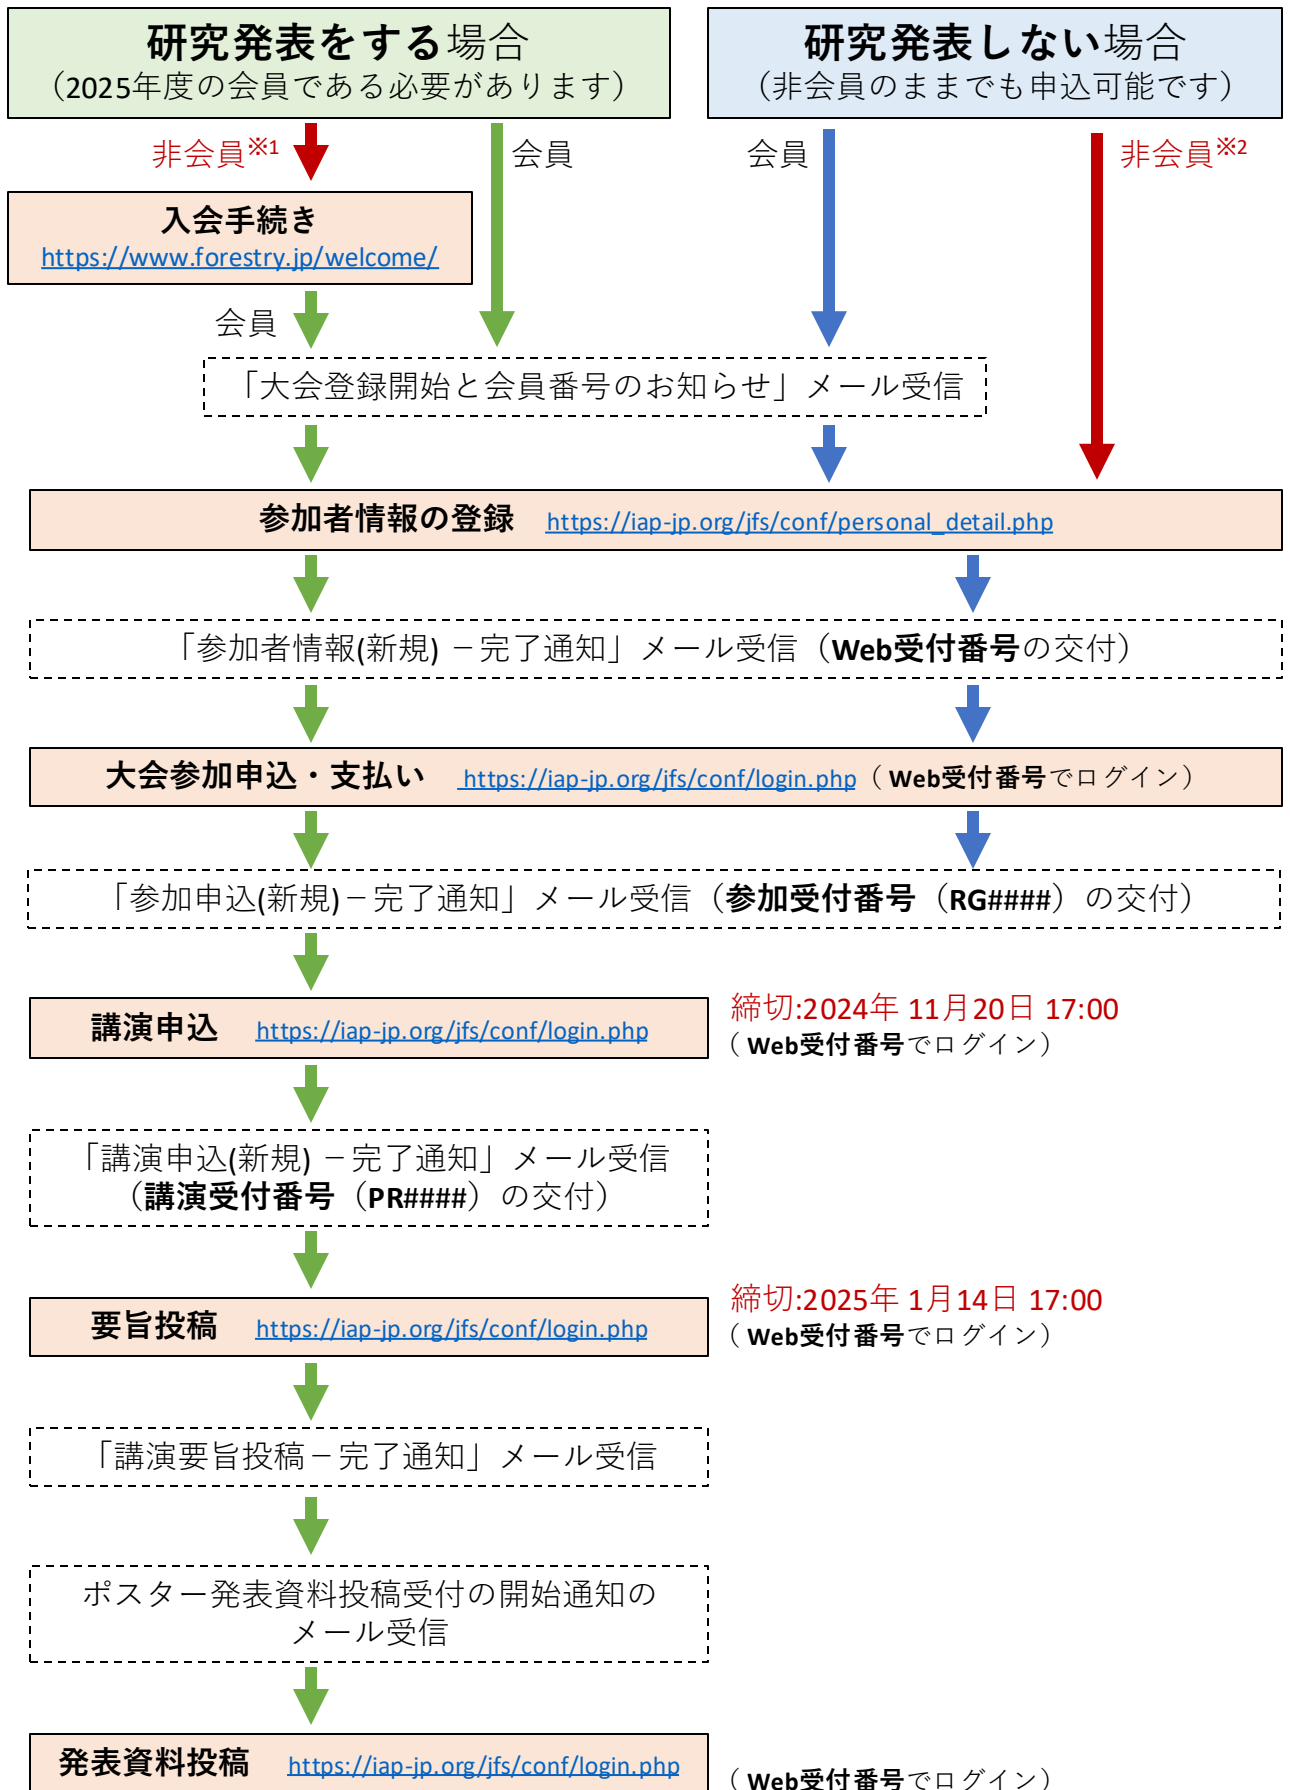 研究発表をする場合
（2025年度の会員である必要があります）
研究発表しない場合
（非会員のままでも申込可能です）
非会員※1
会員
会員
非会員※2
入会手続き
https://www.forestry.jp/welcome/
会員
「大会登録開始と会員番号のお知らせ」メール受信
参加者情報の登録 https://iap-jp.org/jfs/conf/personal_detail.php
「参加者情報(新規) －完了通知」メール受信（Web受付番号の交付）
大会参加申込・支払い https://iap-jp.org/jfs/conf/login.php（ Web受付番号でログイン）
「参加申込(新規)－完了通知」メール受信（参加受付番号（RG####）の交付）
講演申込 https://iap-jp.org/jfs/conf/login.php
締切:2024年 11月20日 17:00
（ Web受付番号でログイン）
「講演申込(新規) －完了通知」メール受信
（講演受付番号（PR####）の交付）
要旨投稿 https://iap-jp.org/jfs/conf/login.php
締切:2025年 1月14日 17:00
（ Web受付番号でログイン）
「講演要旨投稿－完了通知」メール受信
ポスター発表資料投稿受付の開始通知の
メール受信
発表資料投稿 https://iap-jp.org/jfs/conf/login.php
（ Web受付番号でログイン）